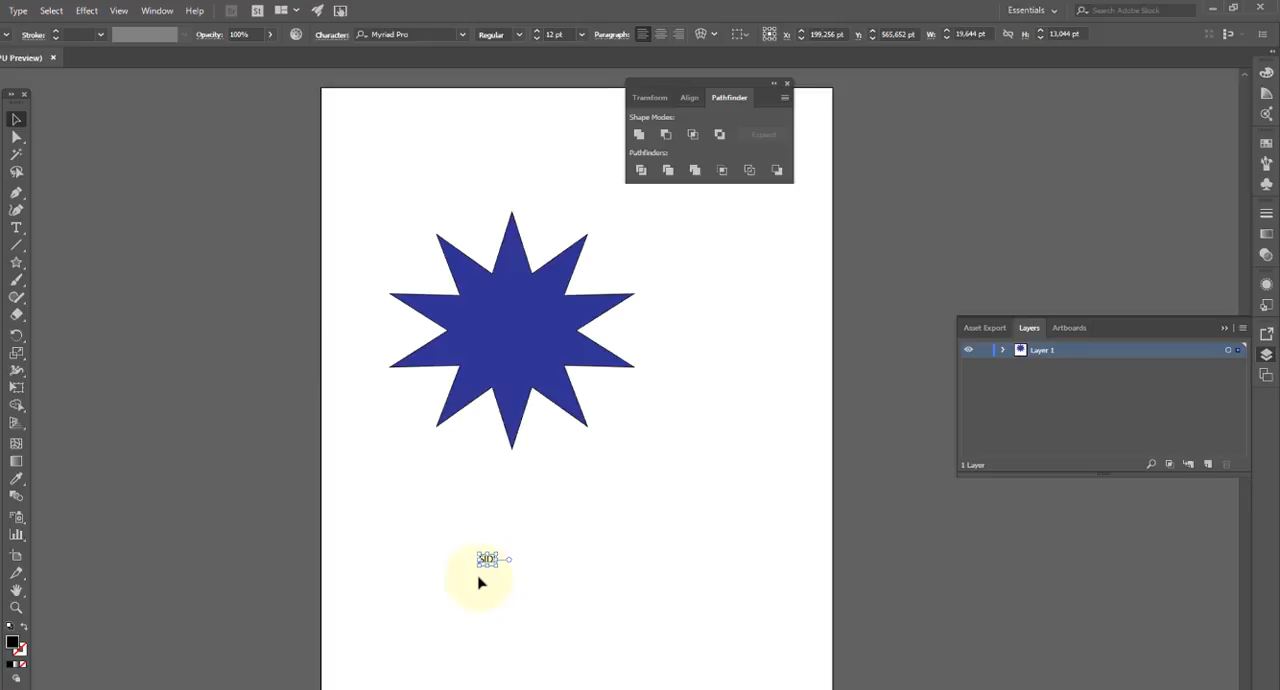 Type Select Effect View Window Help Essentials Search Adobe Stock
Stroke: Opacity: 100% Character: Myriad Pro Regular 12 pt Paragraph: X: 199,256 pt Y: 565,652 pt W: 19,644 pt H: 13,044 pt
PU Preview)
Transform Align Pathfinder
Shape Modes:
Expand
Pathfinders:
Asset Export Layers Artboards
Layer 1
1 Layer